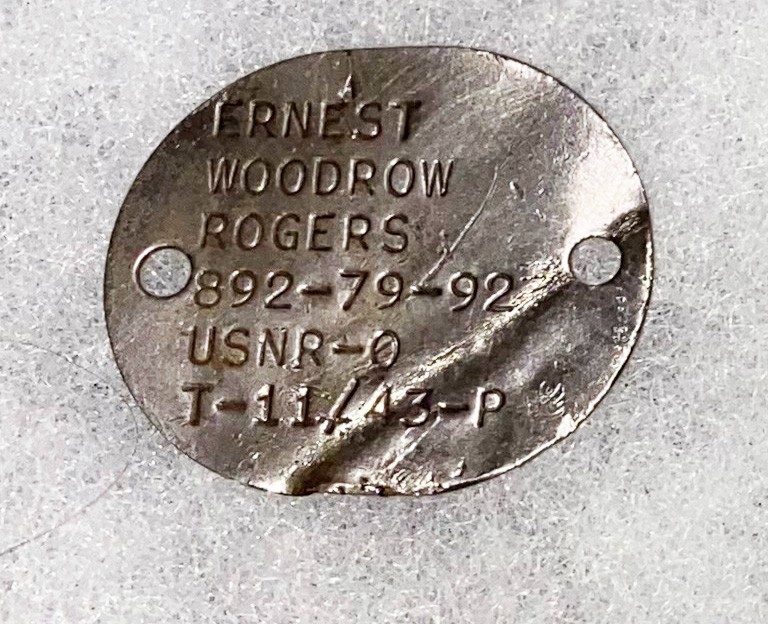 ERNEST
WOODROW
ROGERS
892-79-92
USNR-O
T-11/43-P